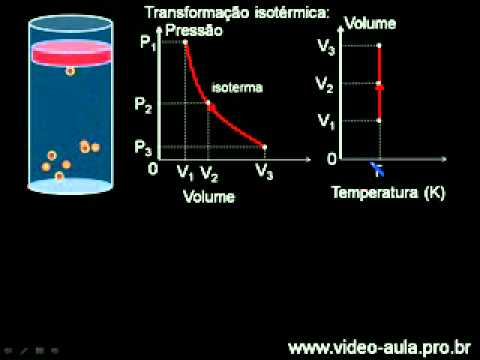 Transformação isotérmica:
Pressão
P1
P2
P3
0
V1
V2
V3
Volume
isoterma
Volume
V3
V2
V1
0
T
Temperatura (K)
www.video-aula.pro.br